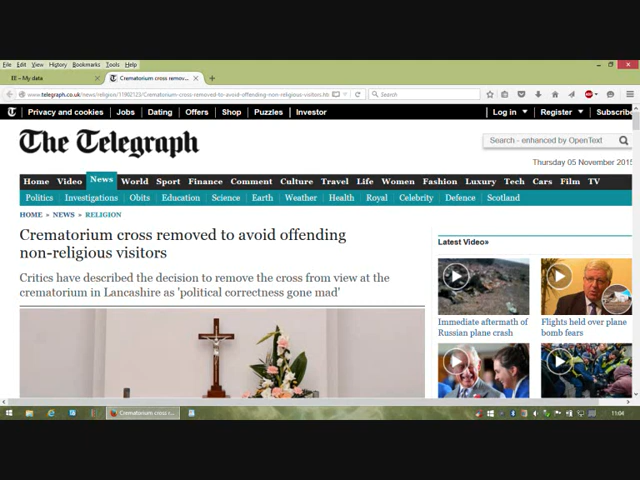 File Edit View History Bookmarks Tools Help
EE - My data
Crematorium cross remov...
www.telegraph.co.uk/news/religion/11902123/Crematorium-cross-removed-to-avoid-offending-non-religious-visitors.ht
Search
Privacy and cookies Jobs Dating Offers Shop Puzzles Investor Log in Register Subscribe
The Telegraph
Search - enhanced by OpenText
Thursday 05 November 2015
Home Video News World Sport Finance Comment Culture Travel Life Women Fashion Luxury Tech Cars Film TV
Politics Investigations Obits Education Science Earth Weather Health Royal Celebrity Defence Scotland
HOME » NEWS » RELIGION
Crematorium cross removed to avoid offending
non-religious visitors
Critics have described the decision to remove the cross from view at the
crematorium in Lancashire as 'political correctness gone mad'
Latest Video»
Immediate aftermath of
Russian plane crash
Flights held over plane
bomb fears
Crematorium cross r...
11:04